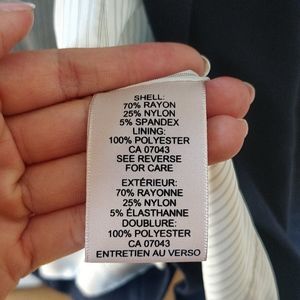 SHELL:
70% RAYON
25% NYLON
5% SPANDEX
LINING:
100% POLYESTER
CA 07043
SEE REVERSE
FOR CARE
EXTÉRIEUR:
70% RAYONNE
25% NYLON
5% ÉLASTHANNE
DOUBLURE:
100% POLYESTER
CA 07043
ENTRETIEN AU VERSO